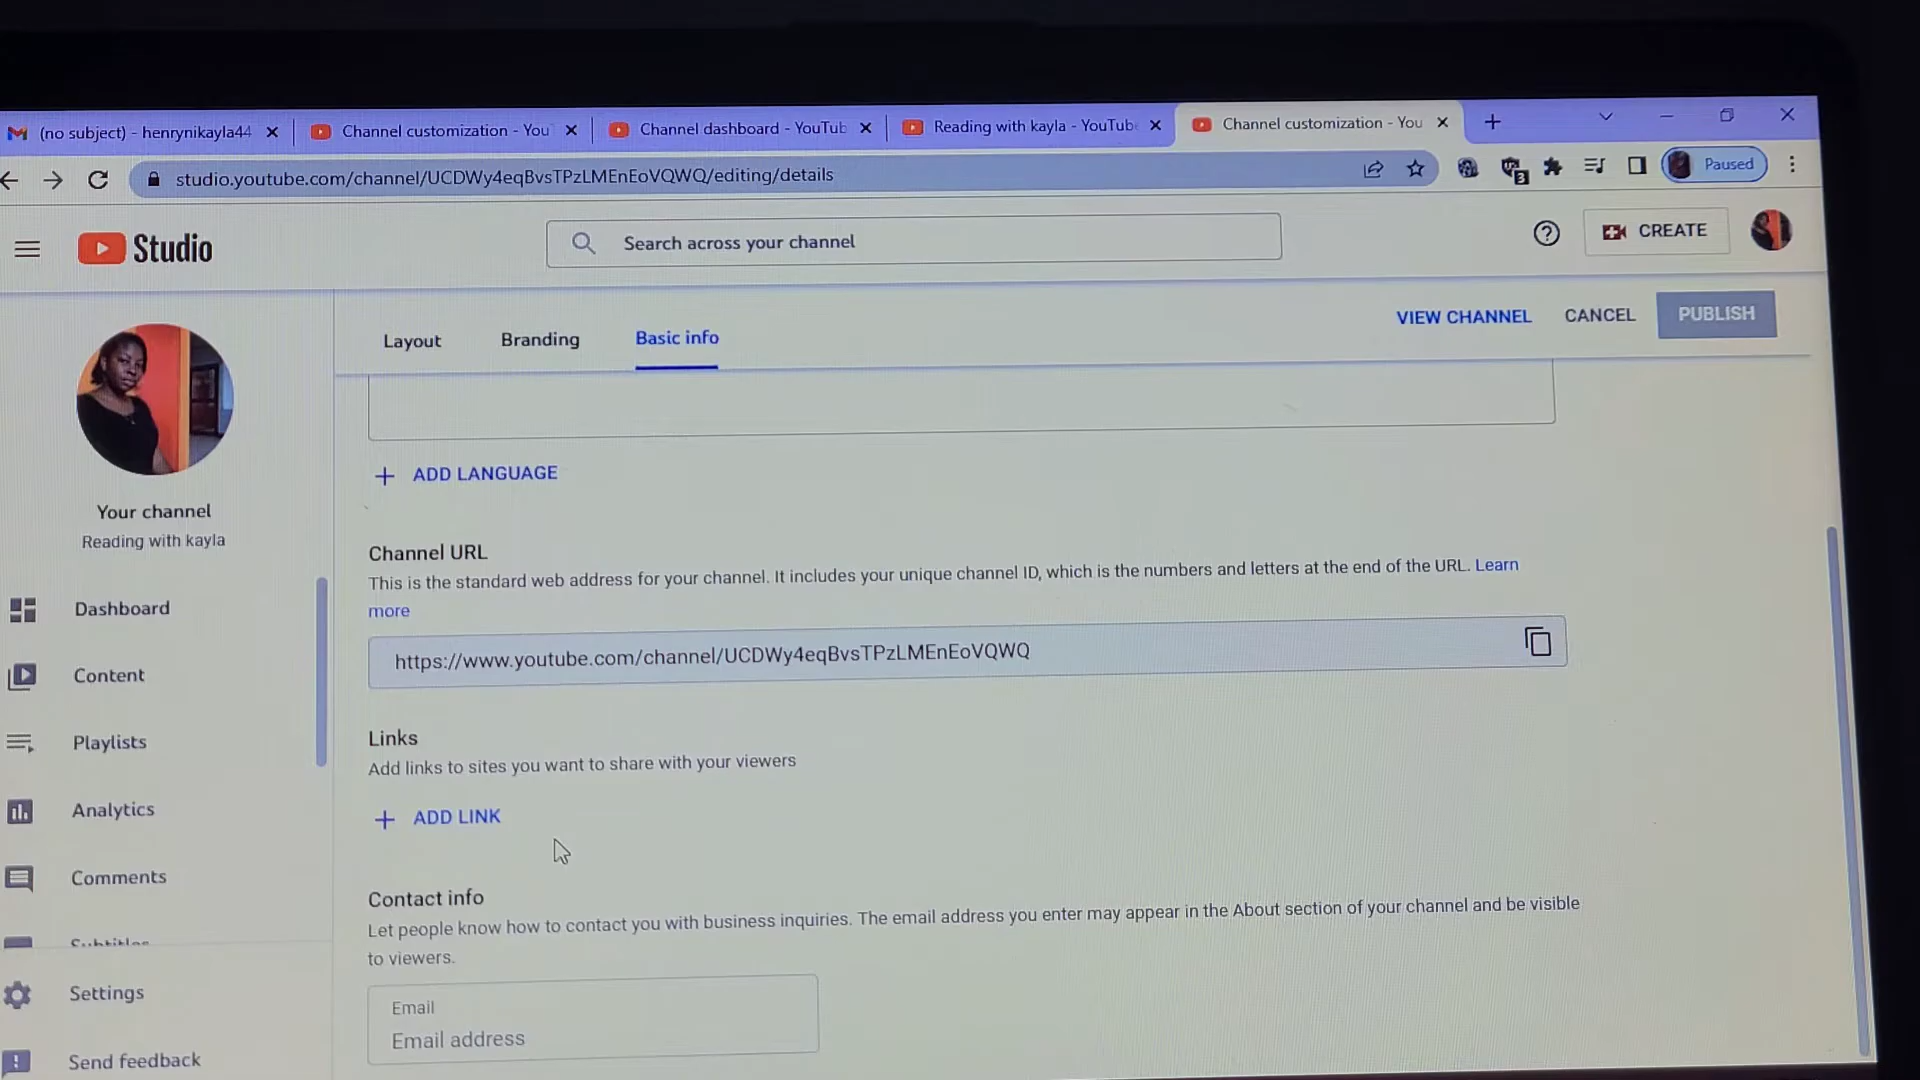 (no subject) - henrynikayla44
Channel customization - You
Channel dashboard - YouTub
Reading with kayla - YouTube
Channel customization - You
studio.youtube.com/channel/UCDWy4eqBvsTPzLMEnEoVQWQ/editing/details
3
Paused
Studio
Search across your channel
CREATE
Layout
Branding
Basic info
VIEW CHANNEL
CANCEL
PUBLISH
Your channel
Reading with kayla
Dashboard
Content
Playlists
Analytics
Comments
Subtitles
Settings
Send feedback
ADD LANGUAGE
Channel URL
This is the standard web address for your channel. It includes your unique channel ID, which is the numbers and letters at the end of the URL. Learn
more
https://www.youtube.com/channel/UCDWy4eqBvsTPzLMEnEoVQWQ
Links
Add links to sites you want to share with your viewers
ADD LINK
Contact info
Let people know how to contact you with business inquiries. The email address you enter may appear in the About section of your channel and be visible
to viewers.
Email
Email address